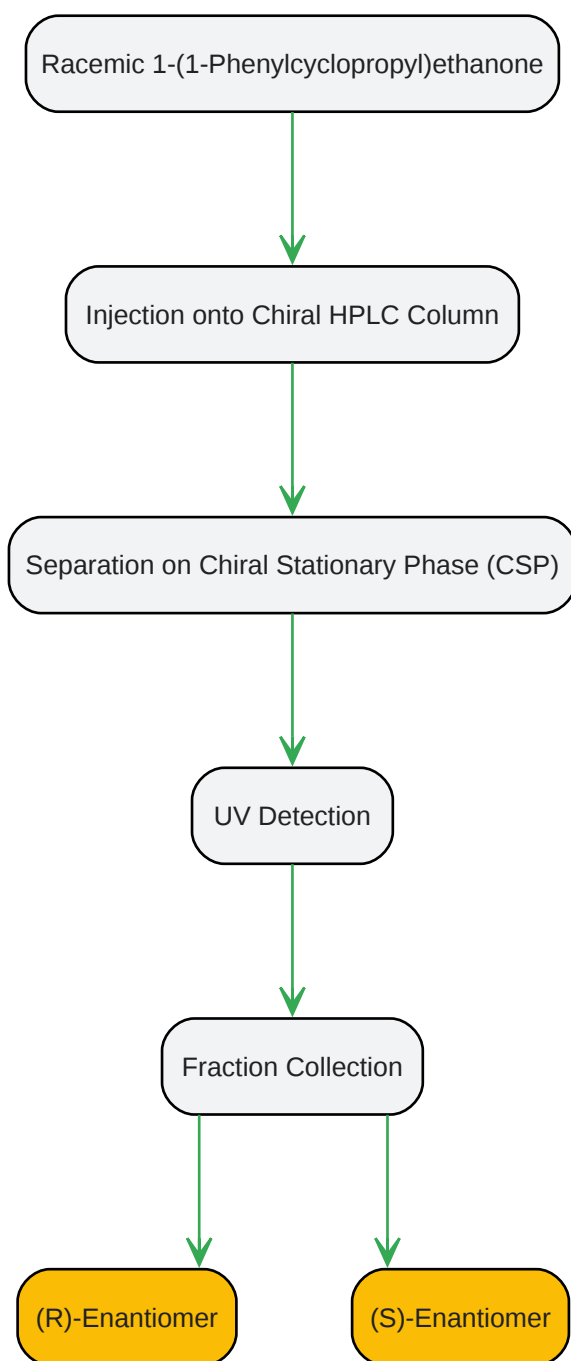 Racemic 1-(1-Phenylcyclopropyl)ethanone
Injection onto Chiral HPLC Column
Separation on Chiral Stationary Phase (CSP)
UV Detection
Fraction Collection
(R)-Enantiomer
(S)-Enantiomer